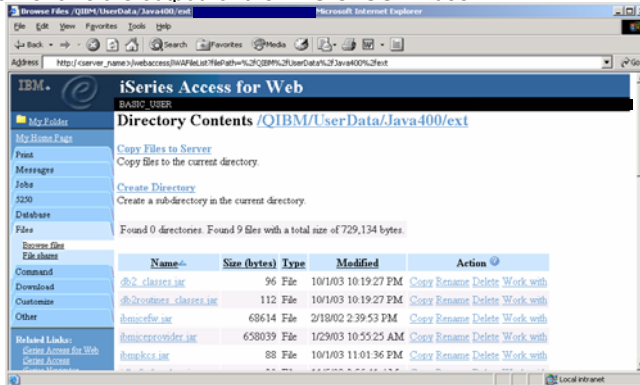 Browse Files /QIBM/UserData/Java400/ext Microsoft Internet Explorer
File Edit View Favorites Tools Help
Back Search Favorites Media
Address http://<server_name>/webaccess/iWAFileList?filePath=%2FQIBM%2FUserData%2FJava400%2Fext Go
IBM. iSeries Access for Web
BASIC_USER
My Folder
My Home Page
Print
Messages
Jobs
5250
Database
Files
Browse files
File shares
Command
Download
Customize
Other
Related Links:
iSeries Access for Web
iSeries Access
Directory Contents /QIBM/UserData/Java400/ext
Copy Files to Server
Copy files to the current directory.
Create Directory
Create a subdirectory in the current directory.
Found 0 directories. Found 9 files with a total size of 729,134 bytes.
Name Size (bytes) Type Modified Action
db2_classes.jar 96 File 10/1/03 10:19:27 PM Copy Rename Delete Work with
db2routines_classes.jar 112 File 10/1/03 10:19:27 PM Copy Rename Delete Work with
ibmicefw.jar 68614 File 2/18/02 2:39:53 PM Copy Rename Delete Work with
ibmiceprovider.jar 658039 File 1/29/03 10:55:25 AM Copy Rename Delete Work with
ibmpkcs.jar 88 File 10/1/03 11:01:36 PM Copy Rename Delete Work with
Local intranet